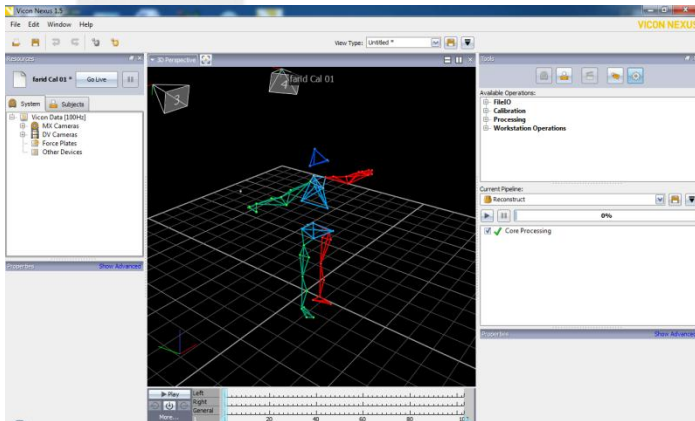 Vicon Nexus 1.5
File Edit Window Help
VICON NEXUS
View Type: Untitled *
Resources
3D Perspective
Tools
farid Cal 01 * Go Live
System Subjects
Vicon Data [100Hz]
MX Cameras
DV Cameras
Force Plates
Other Devices
Properties Show Advanced
farid Cal 01
3
4
Available Operations:
FileIO
Calibration
Processing
Workstation Operations
Current Pipeline:
Reconstruct
0%
Core Processing
Properties Show Advanced
Play
More...
Left
Right
General
20 40 60 80